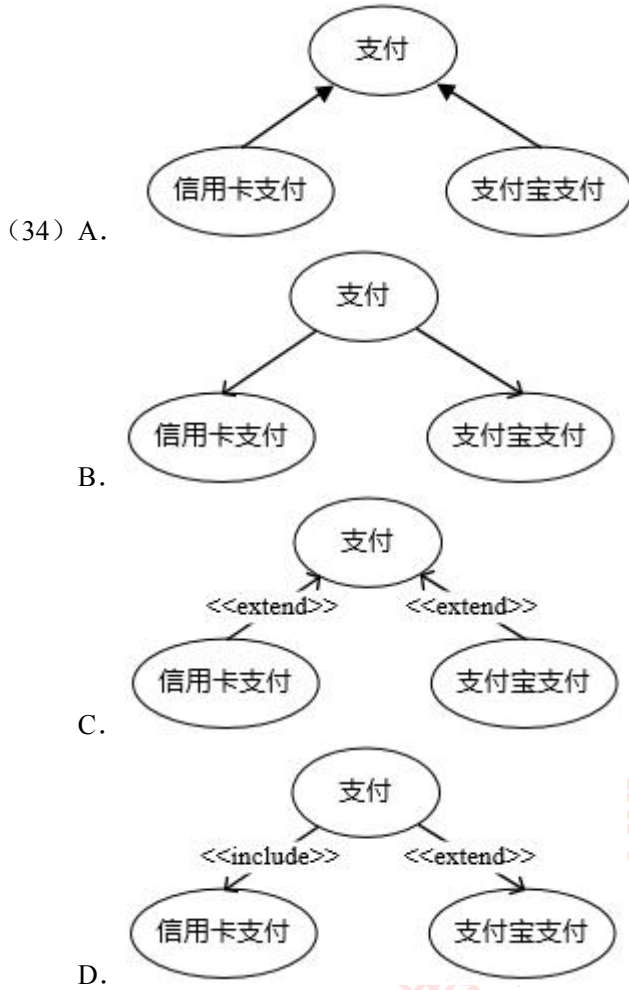 支付
信用卡支付 支付宝支付
（34）A.
支付
信用卡支付 支付宝支付
B.
支付
<<extend>> <<extend>>
信用卡支付 支付宝支付
C.
支付
<<include>> <<extend>>
信用卡支付 支付宝支付
D.